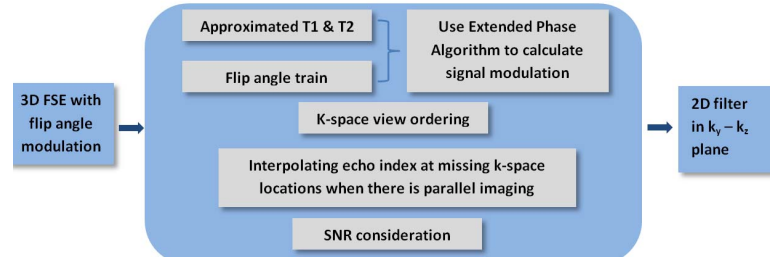 3D FSE with
flip angle
modulation
Approximated T1 & T2
Flip angle train
Use Extended Phase
Algorithm to calculate
signal modulation
K-space view ordering
Interpolating echo index at missing k-space
locations when there is parallel imaging
SNR consideration
2D filter
in ky – kz
plane